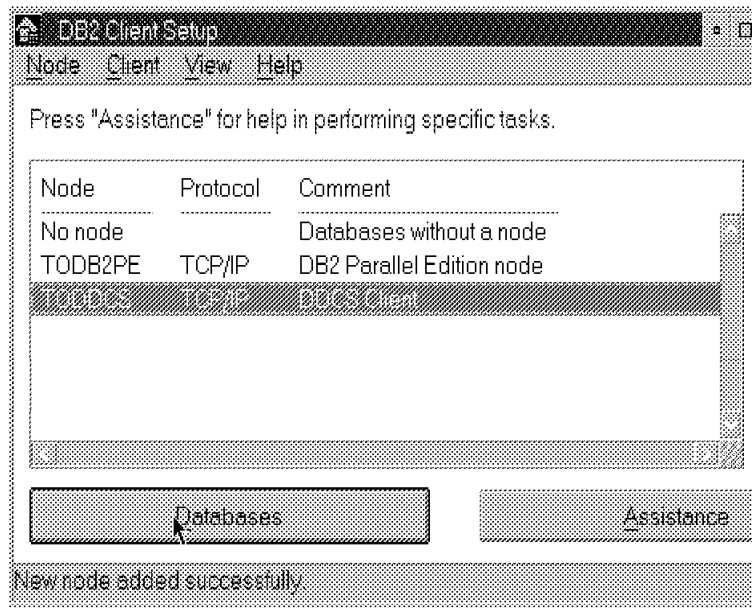 DB2 Client Setup
Node Client View Help
Press "Assistance" for help in performing specific tasks.
Node Protocol Comment
No node Databases without a node
TODB2PE TCP/IP DB2 Parallel Edition node
TODDCS TCP/IP DDCS Client
Databases Assistance
New node added successfully.